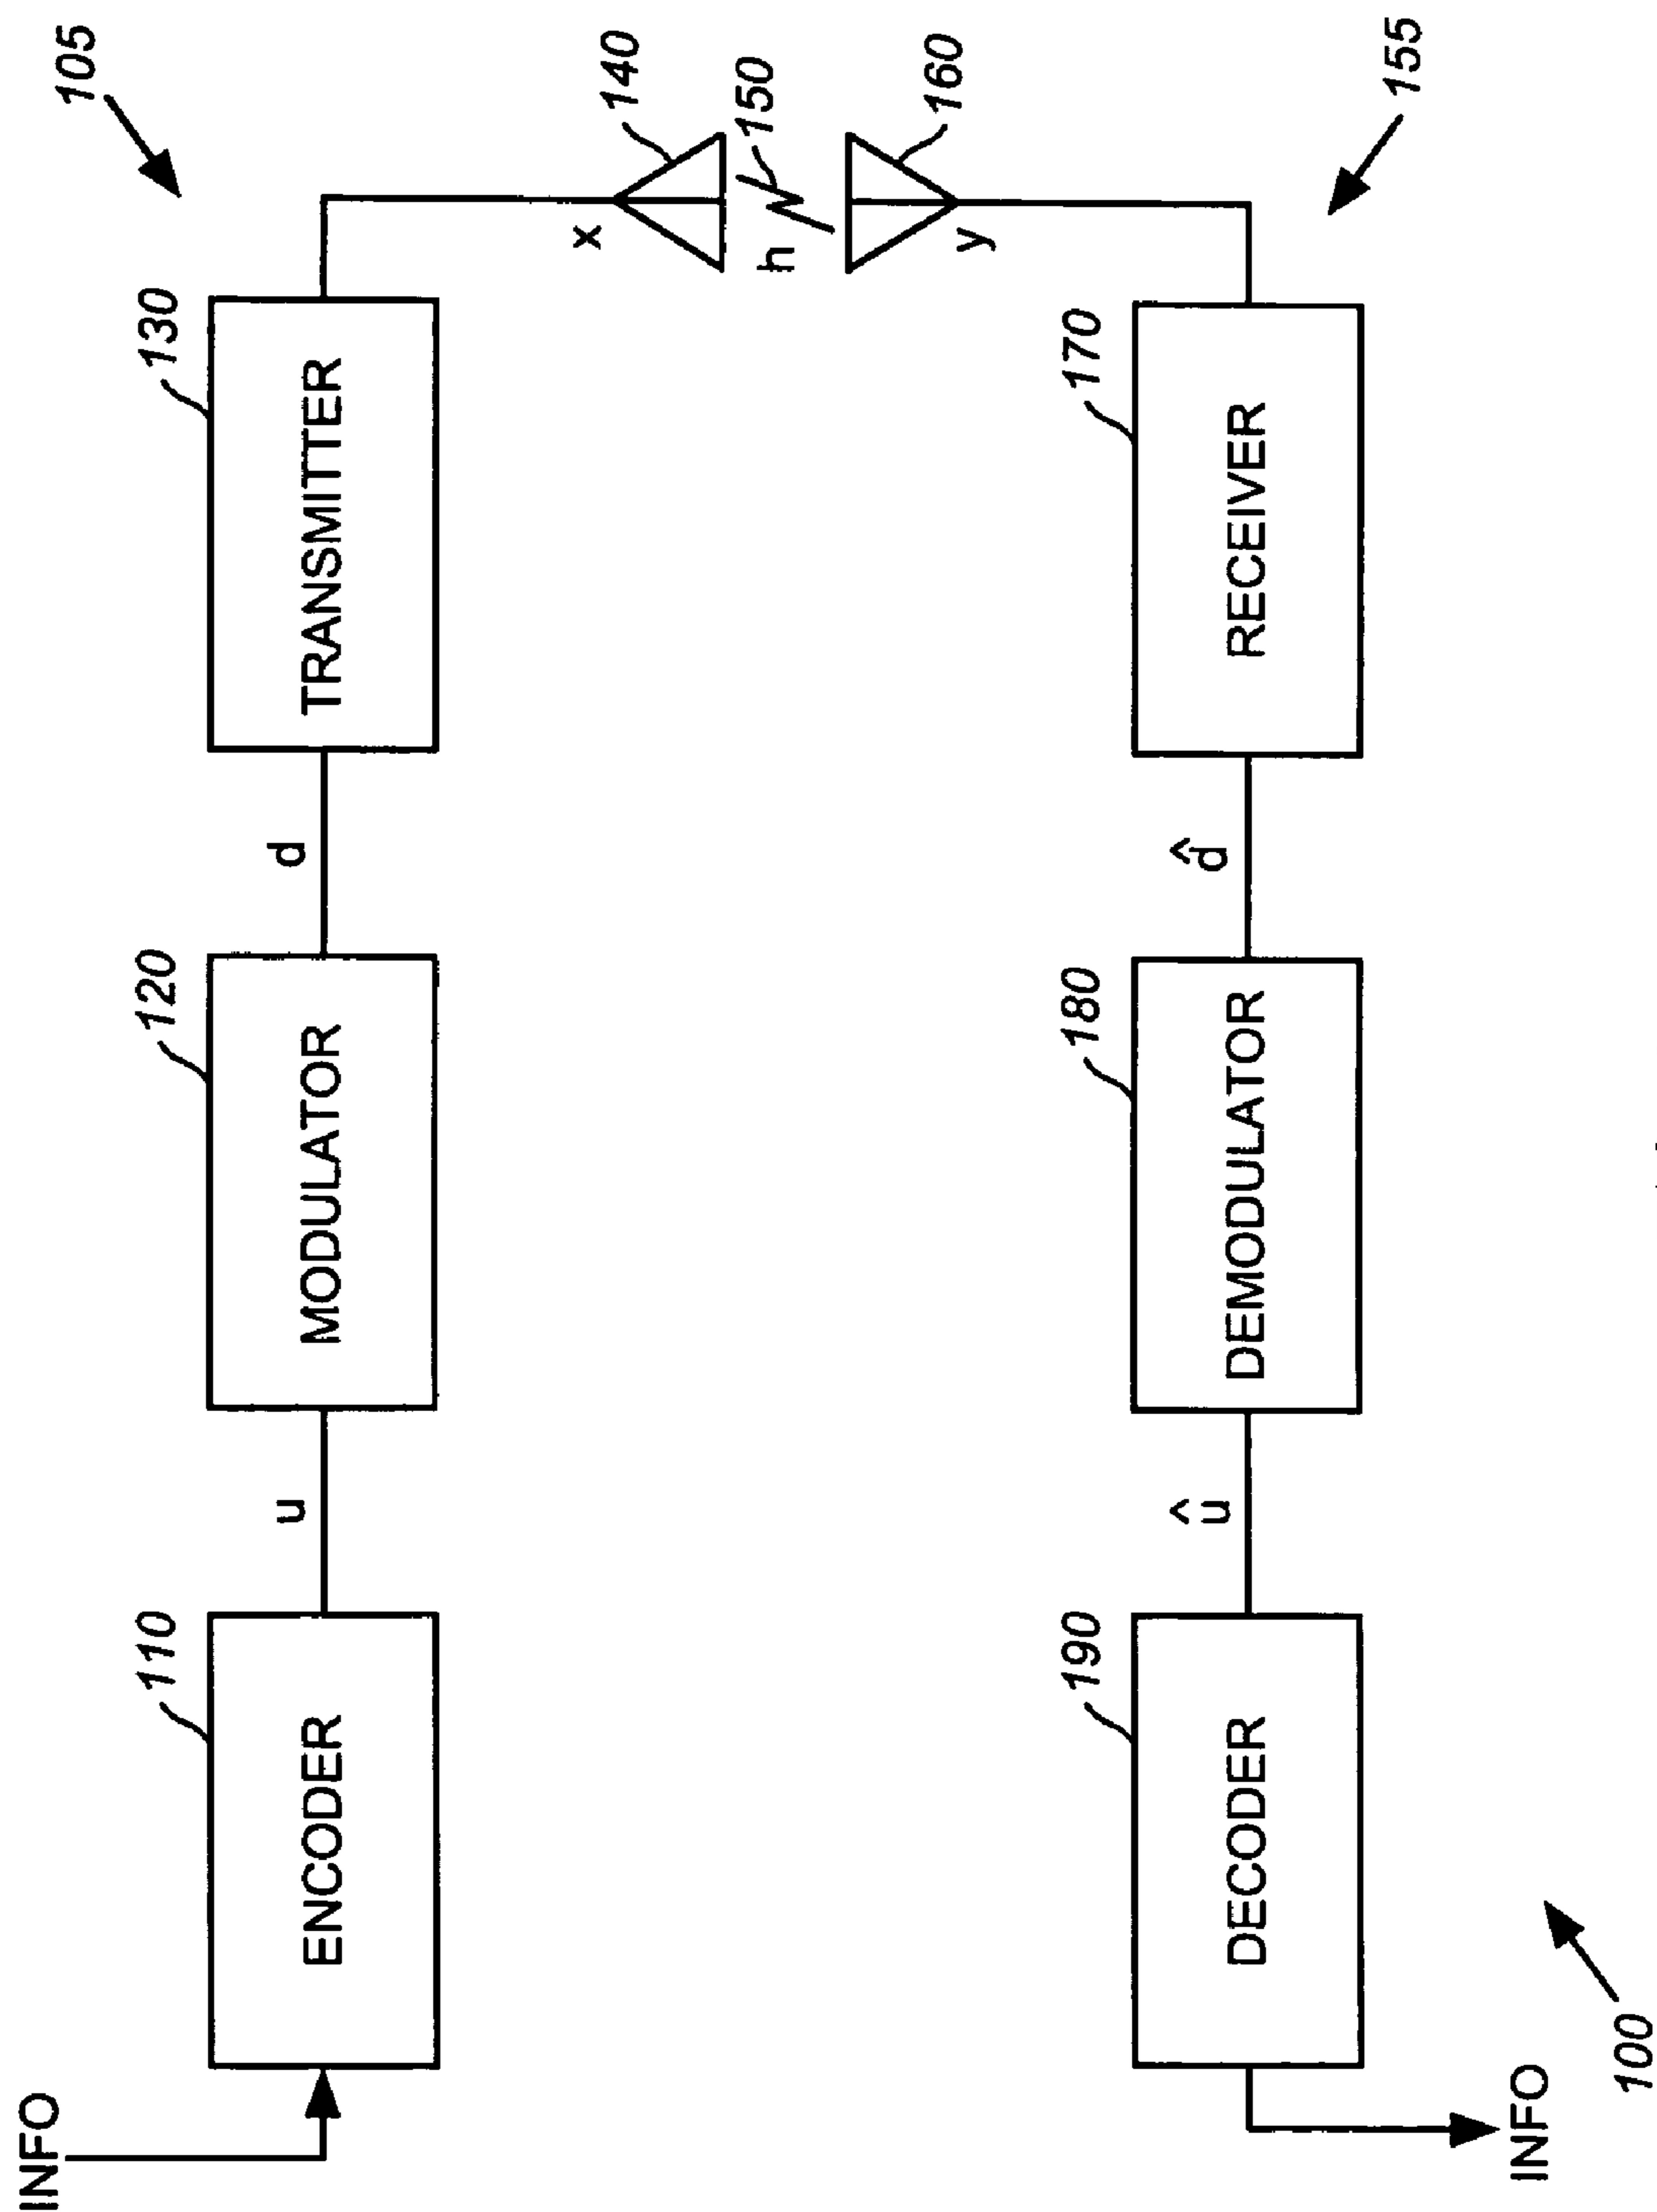 INFO
110
ENCODER
u
120
MODULATOR
d
130
TRANSMITTER
105
x
140
h
150
y
160
155
170
RECEIVER
d̂
180
DEMODULATOR
û
190
DECODER
INFO
100